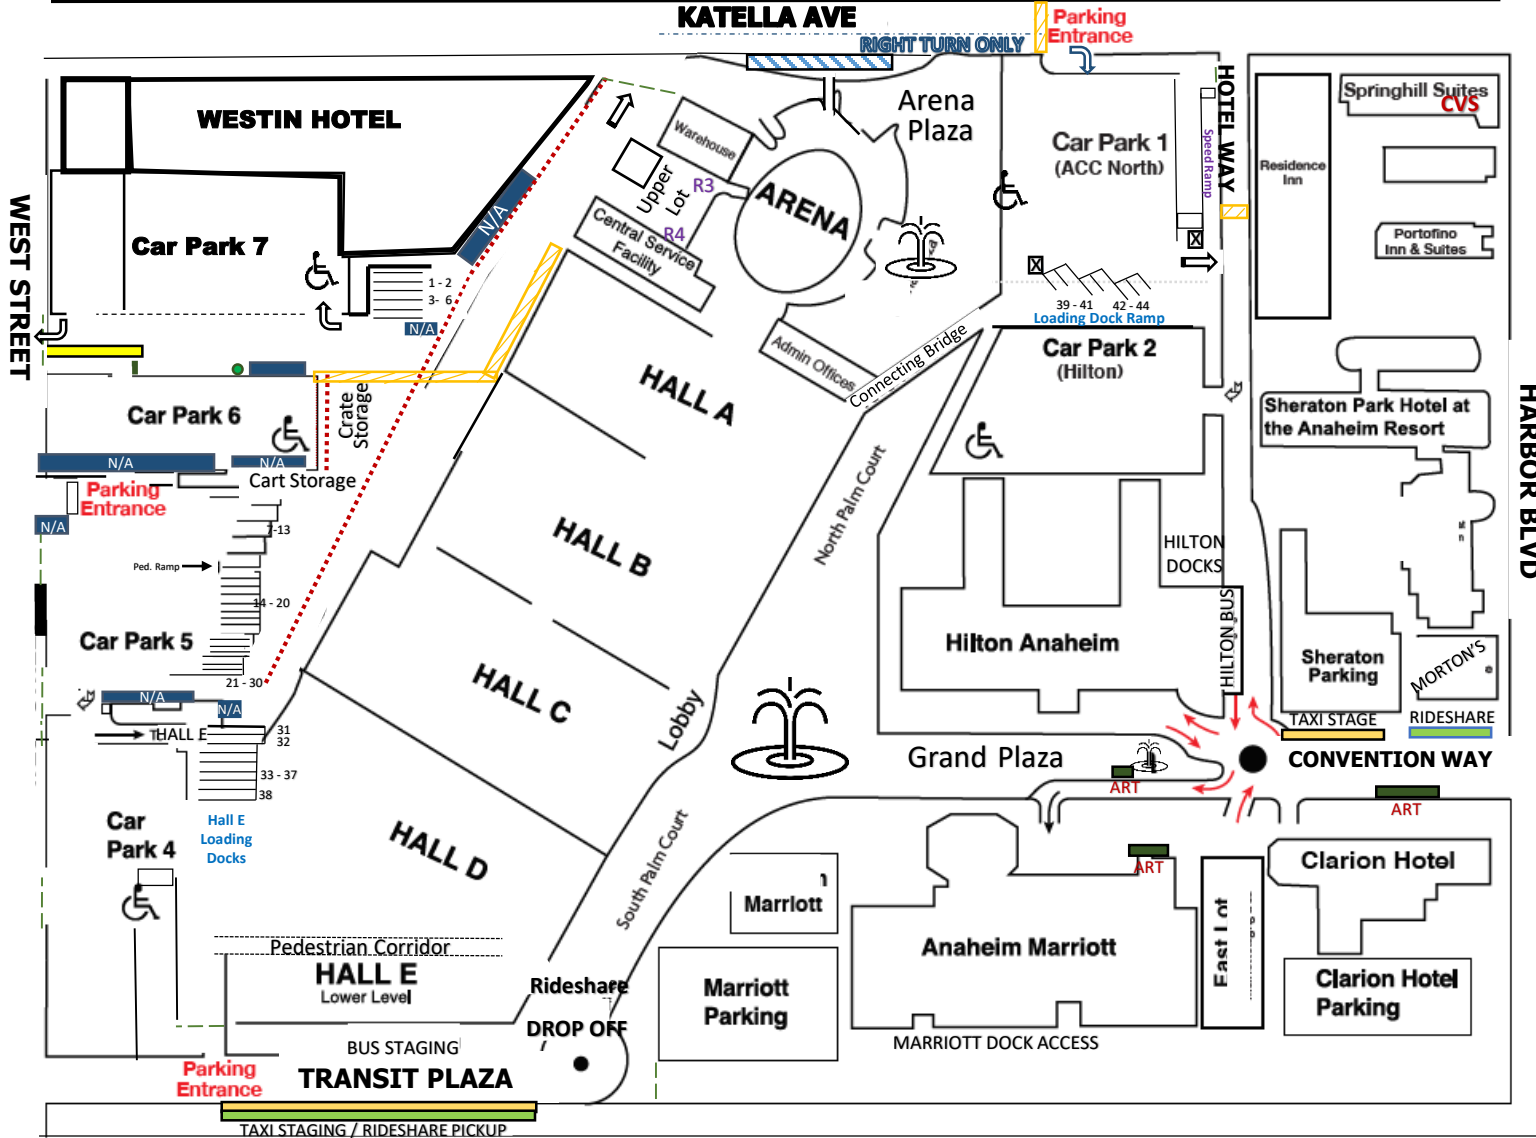 KATELLA AVE
RIGHT TURN ONLY
Parking
Entrance
WESTIN HOTEL
Warehouse
Upper
Lot
R3
R4
Central Service
Facility
ARENA
Arena
Plaza
Car Park 1
(ACC North)
HOTEL WAY
Speed Ramp
Springhill Suites
CVS
Residence
Inn
Portofino
Inn & Suites
WEST STREET
Car Park 7
N/A
1 - 2
3- 6
N/A
39 - 41
42 - 44
Loading Dock Ramp
Admin Offices
Connecting Bridge
Car Park 2
(Hilton)
HALL A
Sheraton Park Hotel at
the Anaheim Resort
HARBOR BLVD
Car Park 6
Crate
Storage
N/A
N/A
Cart Storage
Parking
Entrance
N/A
7-13
Ped. Ramp
14 - 20
North Palm Court
HALL B
HILTON
DOCKS
HILTON BUS
Hilton Anaheim
Car Park 5
21 - 30
N/A
N/A
HALL E
31
32
33 - 37
38
HALL C
Lobby
Sheraton
Parking
MORTON'S
TAXI STAGE
RIDESHARE
Grand Plaza
CONVENTION WAY
ART
ART
ART
Car
Park 4
Hall E
Loading
Docks
HALL D
South Palm Court
Marriott
Anaheim Marriott
East Lot
Clarion Hotel
Pedestrian Corridor
HALL E
Lower Level
Rideshare
DROP OFF
Marriott
Parking
Clarion Hotel
Parking
MARRIOTT DOCK ACCESS
BUS STAGING
Parking
Entrance
TRANSIT PLAZA
TAXI STAGING / RIDESHARE PICKUP